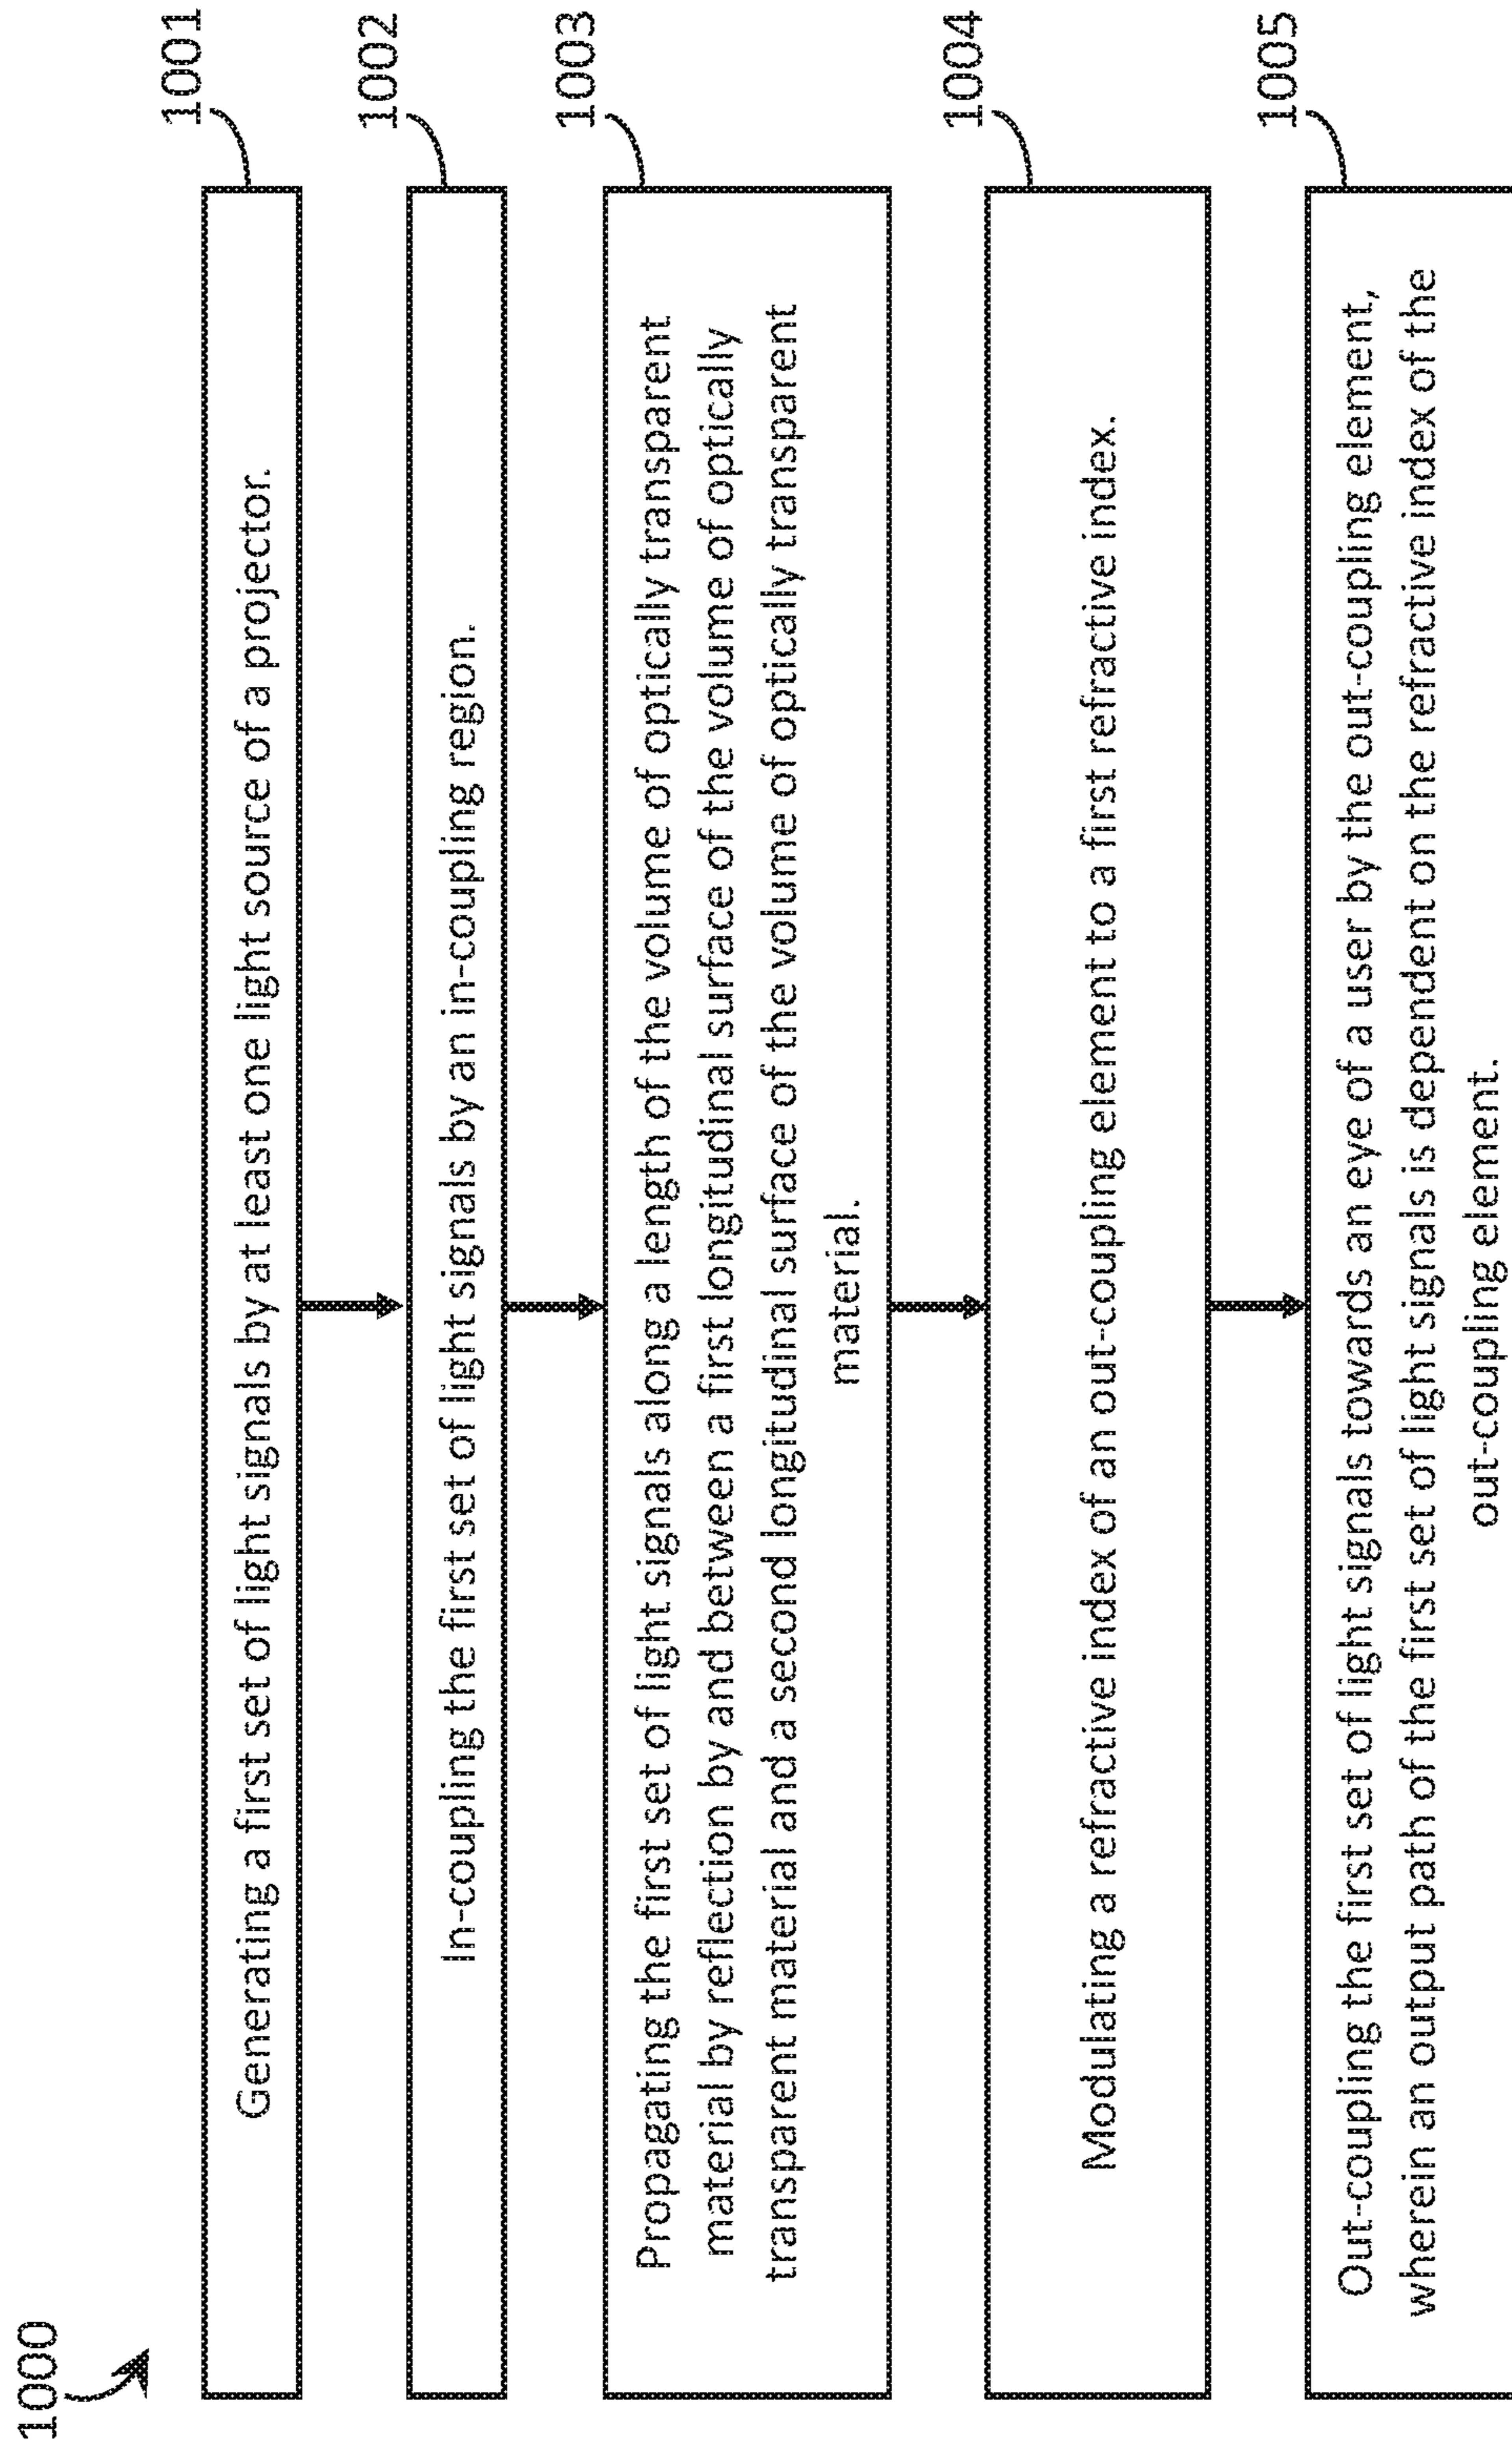 1000
1001
Generating a first set of light signals by at least one light source of a projector.
1002
In-coupling the first set of light signals by an in-coupling region.
1003
Propagating the first set of light signals along a length of the volume of optically transparent
material by reflection by and between a first longitudinal surface of the volume of optically
transparent material and a second longitudinal surface of the volume of optically transparent
material.
1004
Modulating a refractive index of an out-coupling element to a first refractive index.
1005
Out-coupling the first set of light signals towards an eye of a user by the out-coupling element,
wherein an output path of the first set of light signals is dependent on the refractive index of the
out-coupling element.